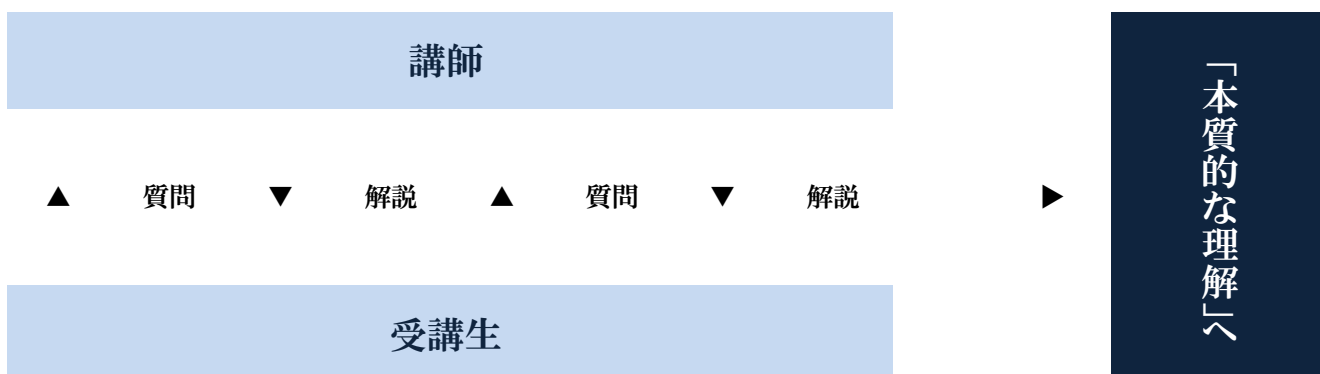 講師
▲ 質問 ▼ 解説 ▲ 質問 ▼ 解説 ▶
受講生
「本質的な理解」へ